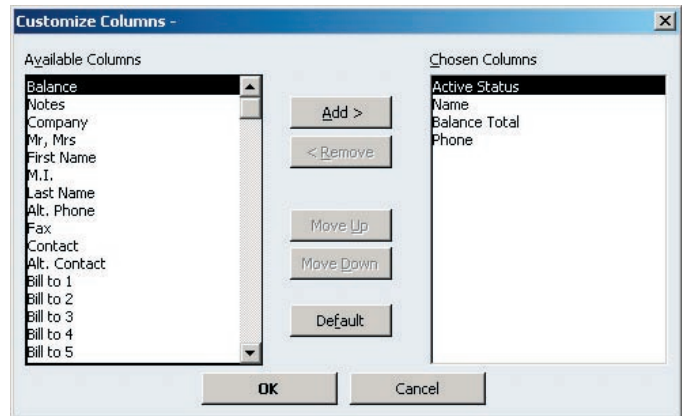 Customize Columns -
Available Columns
Balance
Notes
Company
Mr, Mrs
First Name
M.I.
Last Name
Alt. Phone
Fax
Contact
Alt. Contact
Bill to 1
Bill to 2
Bill to 3
Bill to 4
Bill to 5
Add >
< Remove
Move Up
Move Down
Default
Chosen Columns
Active Status
Name
Balance Total
Phone
OK
Cancel